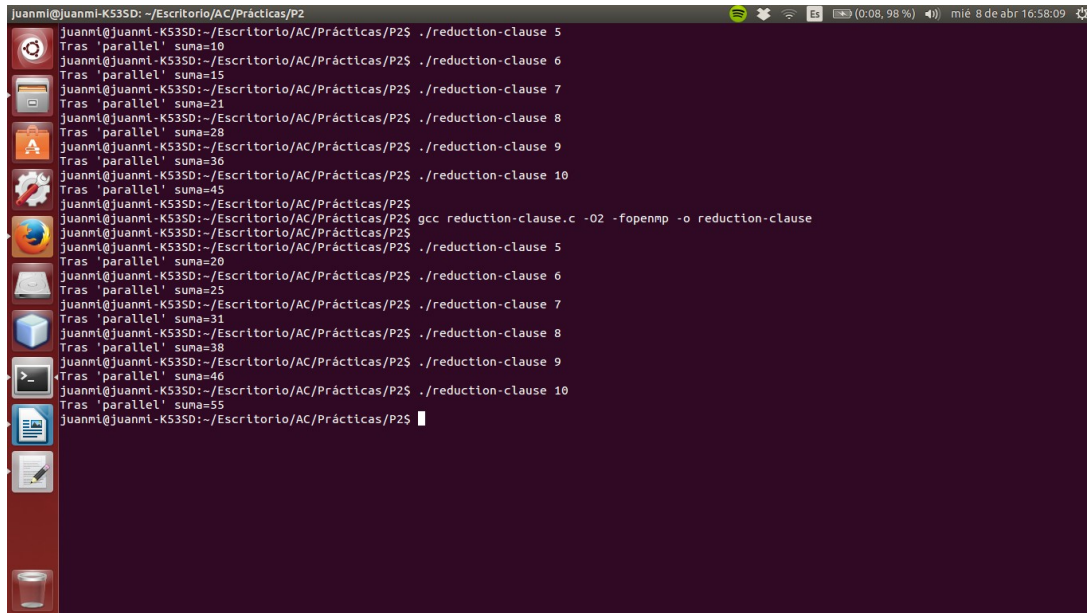 juanmi@juanmi-K53SD: ~/Escritorio/AC/Prácticas/P2 Es (0:08, 98 %) mié 8 de abr 16:58:09
juanmi@juanmi-K53SD:~/Escritorio/AC/Prácticas/P2$ ./reduction-clause 5
Tras 'parallel' suma=10
juanmi@juanmi-K53SD:~/Escritorio/AC/Prácticas/P2$ ./reduction-clause 6
Tras 'parallel' suma=15
juanmi@juanmi-K53SD:~/Escritorio/AC/Prácticas/P2$ ./reduction-clause 7
Tras 'parallel' suma=21
juanmi@juanmi-K53SD:~/Escritorio/AC/Prácticas/P2$ ./reduction-clause 8
Tras 'parallel' suma=28
juanmi@juanmi-K53SD:~/Escritorio/AC/Prácticas/P2$ ./reduction-clause 9
Tras 'parallel' suma=36
juanmi@juanmi-K53SD:~/Escritorio/AC/Prácticas/P2$ ./reduction-clause 10
Tras 'parallel' suma=45
juanmi@juanmi-K53SD:~/Escritorio/AC/Prácticas/P2$
juanmi@juanmi-K53SD:~/Escritorio/AC/Prácticas/P2$ gcc reduction-clause.c -O2 -fopenmp -o reduction-clause
juanmi@juanmi-K53SD:~/Escritorio/AC/Prácticas/P2$
juanmi@juanmi-K53SD:~/Escritorio/AC/Prácticas/P2$ ./reduction-clause 5
Tras 'parallel' suma=20
juanmi@juanmi-K53SD:~/Escritorio/AC/Prácticas/P2$ ./reduction-clause 6
Tras 'parallel' suma=25
juanmi@juanmi-K53SD:~/Escritorio/AC/Prácticas/P2$ ./reduction-clause 7
Tras 'parallel' suma=31
juanmi@juanmi-K53SD:~/Escritorio/AC/Prácticas/P2$ ./reduction-clause 8
Tras 'parallel' suma=38
juanmi@juanmi-K53SD:~/Escritorio/AC/Prácticas/P2$ ./reduction-clause 9
Tras 'parallel' suma=46
juanmi@juanmi-K53SD:~/Escritorio/AC/Prácticas/P2$ ./reduction-clause 10
Tras 'parallel' suma=55
juanmi@juanmi-K53SD:~/Escritorio/AC/Prácticas/P2$